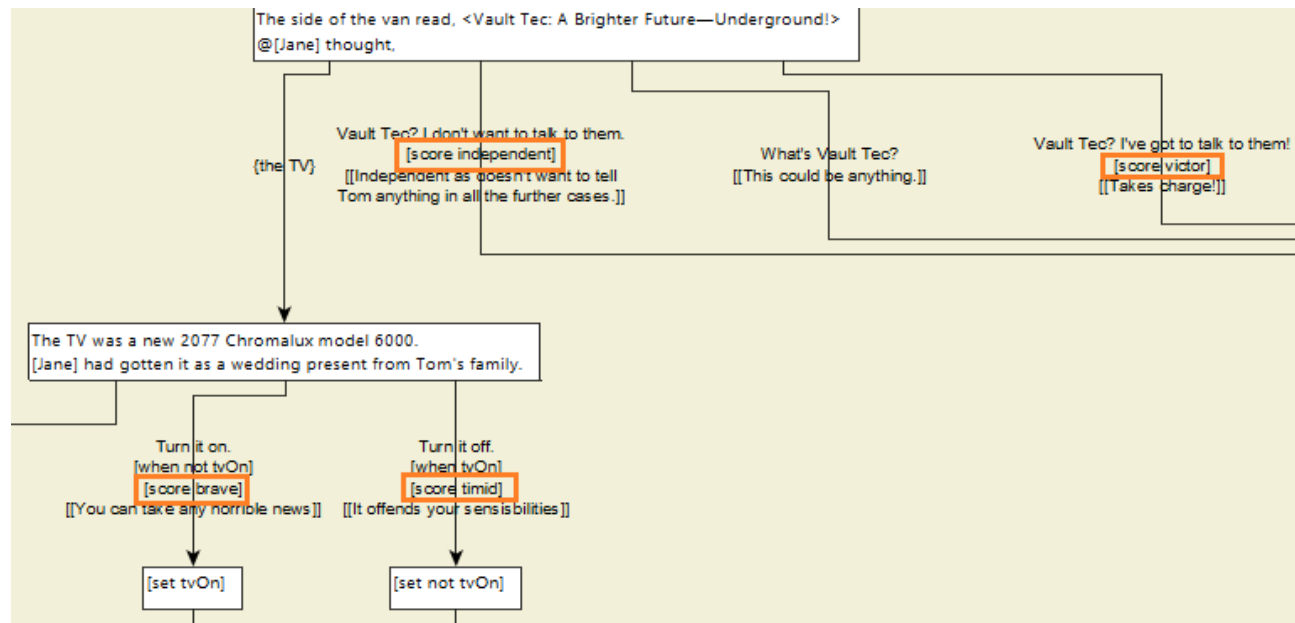 The side of the van read, <Vault Tec: A Brighter Future—Underground!>
@[Jane] thought,
{the TV}
Vault Tec? I don't want to talk to them.
[score independent]
[[Independent as doesn't want to tell
Tom anything in all the further cases.]]
What's Vault Tec?
[[This could be anything.]]
Vault Tec? I've got to talk to them!
[score victor]
[[Takes charge!]]
The TV was a new 2077 Chromalux model 6000.
[Jane] had gotten it as a wedding present from Tom's family.
Turn it on.
[when not tvOn]
[score brave]
[[You can take any horrible news]]
Turn it off.
[when tvOn]
[score timid]
[[It offends your sensisbilities]]
[set tvOn]
[set not tvOn]